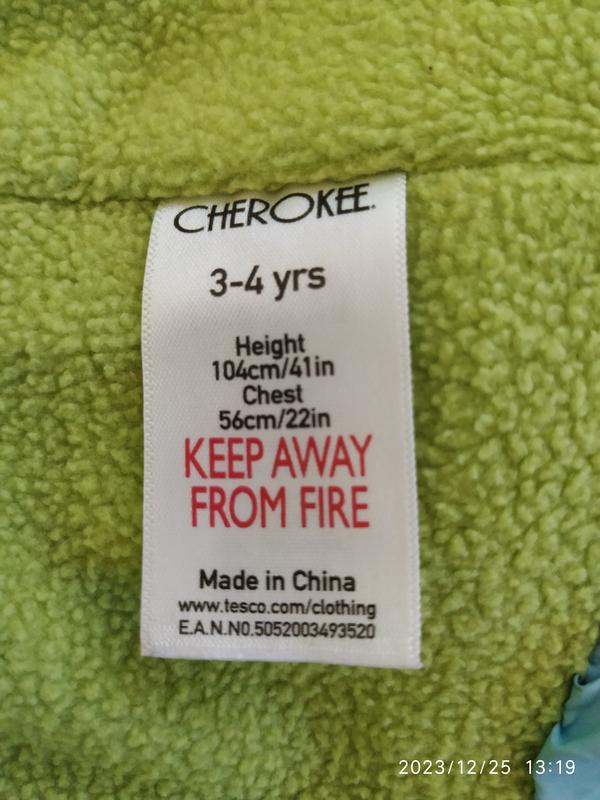 CHEROKEE.
3-4 yrs
Height
104cm/41in
Chest
56cm/22in
KEEP AWAY
FROM FIRE
Made in China
www.tesco.com/clothing
E.A.N.N0.5052003493520
2023/12/25 13:19